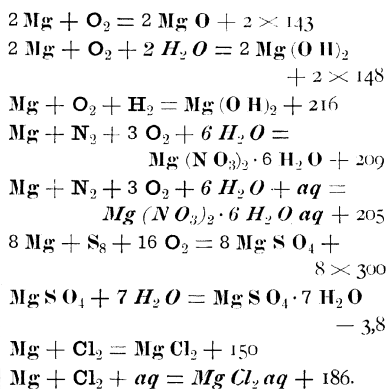 2 Mg + O₂ = 2 Mg O + 2 × 143
2 Mg + O₂ + 2 H₂O = 2 Mg (O H)₂
+ 2 × 148
Mg + O₂ + H₂ = Mg (O H)₂ + 216
Mg + N₂ + 3 O₂ + 6 H₂O =
Mg (N O₃)₂ · 6 H₂O + 209
Mg + N₂ + 3 O₂ + 6 H₂O + aq =
Mg (N O₃)₂ · 6 H₂O aq + 205
8 Mg + S₈ + 16 O₂ = 8 Mg S O₄ +
8 × 300
Mg S O₄ + 7 H₂O = Mg S O₄ · 7 H₂O
— 3,8
Mg + Cl₂ = Mg Cl₂ + 150
Mg + Cl₂ + aq = Mg Cl₂ aq + 186.